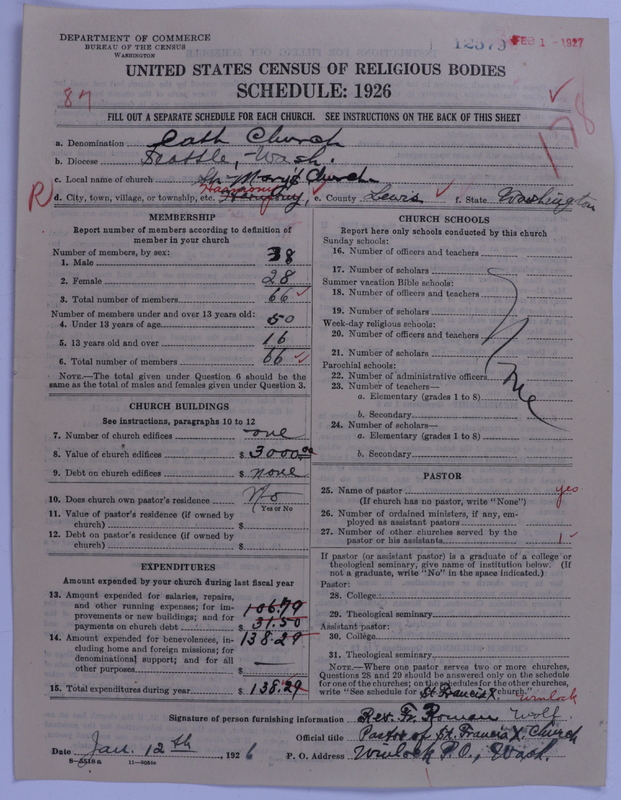 DEPARTMENT OF COMMERCE
BUREAU OF THE CENSUS
WASHINGTON
12379 FEB 1 - 1927
UNITED STATES CENSUS OF RELIGIOUS BODIES
SCHEDULE: 1926
87
178
FILL OUT A SEPARATE SCHEDULE FOR EACH CHURCH. SEE INSTRUCTIONS ON THE BACK OF THIS SHEET
a. Denomination Cath Church
b. Diocese Seattle, Wash.
c. Local name of church St. Mary's Church
Harmony
R d. City, town, village, or township, etc. Harmony, e. County Lewis f. State Washington
MEMBERSHIP
Report number of members according to definition of member in your church
Number of members, by sex:
1. Male 38
2. Female 28
3. Total number of members 66
Number of members under and over 13 years old:
4. Under 13 years of age 50
5. 13 years old and over 16
6. Total number of members 66
NOTE.—The total given under Question 6 should be the same as the total of males and females given under Question 3.
CHURCH BUILDINGS
See instructions, paragraphs 10 to 12
7. Number of church edifices one
8. Value of church edifices $ 3000.00
9. Debt on church edifices $ none
10. Does church own pastor's residence No
Yes or No
11. Value of pastor's residence (if owned by church) $
12. Debt on pastor's residence (if owned by church) $
EXPENDITURES
Amount expended by your church during last fiscal year
13. Amount expended for salaries, repairs, and other running expenses; for improvements or new buildings; and for payments on church debt $ 106.79
31.50
138.29
14. Amount expended for benevolences, including home and foreign missions; for denominational support; and for all other purposes $ —
15. Total expenditures during year $ 138.29
CHURCH SCHOOLS
Report here only schools conducted by this church
Sunday schools:
16. Number of officers and teachers
17. Number of scholars
Summer vacation Bible schools:
18. Number of officers and teachers
19. Number of scholars
Week-day religious schools:
20. Number of officers and teachers
21. Number of scholars
Parochial schools:
22. Number of administrative officers
23. Number of teachers—
a. Elementary (grades 1 to 8)
b. Secondary
24. Number of scholars—
a. Elementary (grades 1 to 8)
b. Secondary
None
PASTOR
25. Name of pastor yes
(If church has no pastor, write "None")
26. Number of ordained ministers, if any, employed as assistant pastors
27. Number of other churches served by the pastor or his assistants 1
If pastor (or assistant pastor) is a graduate of a college or theological seminary, give name of institution below. (If not a graduate, write "No" in the space indicated.)
Pastor:
28. College
29. Theological seminary
Assistant pastor:
30. College
31. Theological seminary
NOTE.—Where one pastor serves two or more churches, Questions 28 and 29 should be answered only on the schedule for one of the churches; on the schedules for the other churches, write "See schedule for St Francis X. church." Winlock
Signature of person furnishing information Rev. Fr. Roman Wolf
Official title Pastor of St. Francis X. Church
Date Jan. 12th, 1926 P. O. Address Winlock P.O., Wash.
8-5518a 11-9051a